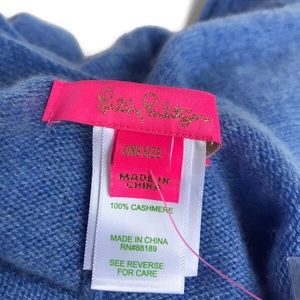 Lilly Pulitzer
ONE SIZE
MADE IN
CHINA
100% CASHMERE
MADE IN CHINA
RN#88189
SEE REVERSE
FOR CARE